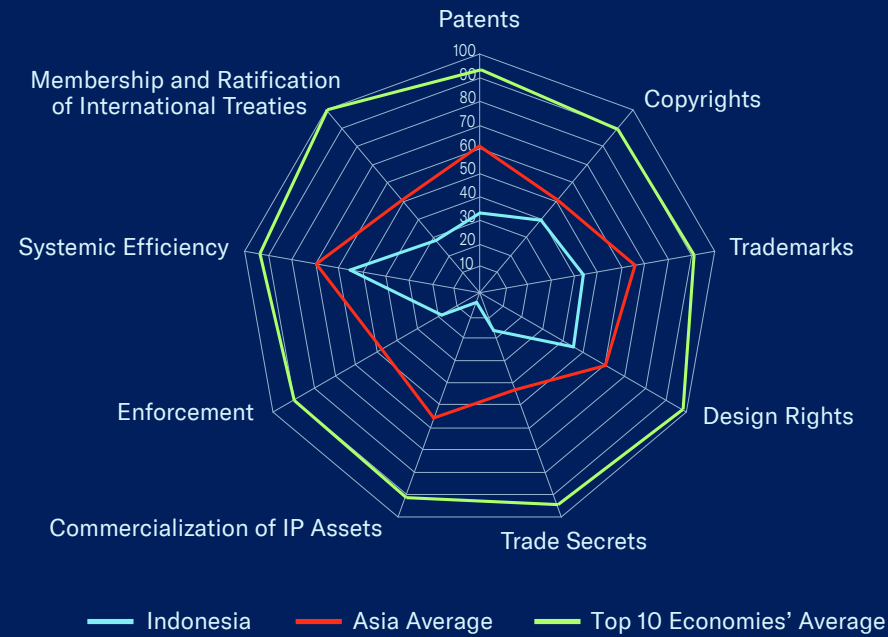 Patents
100
90
80
70
60
50
40
30
20
10
Membership and Ratification
of International Treaties
Copyrights
Systemic Efficiency
Trademarks
Enforcement
Design Rights
Commercialization of IP Assets
Trade Secrets
Indonesia
Asia Average
Top 10 Economies’ Average